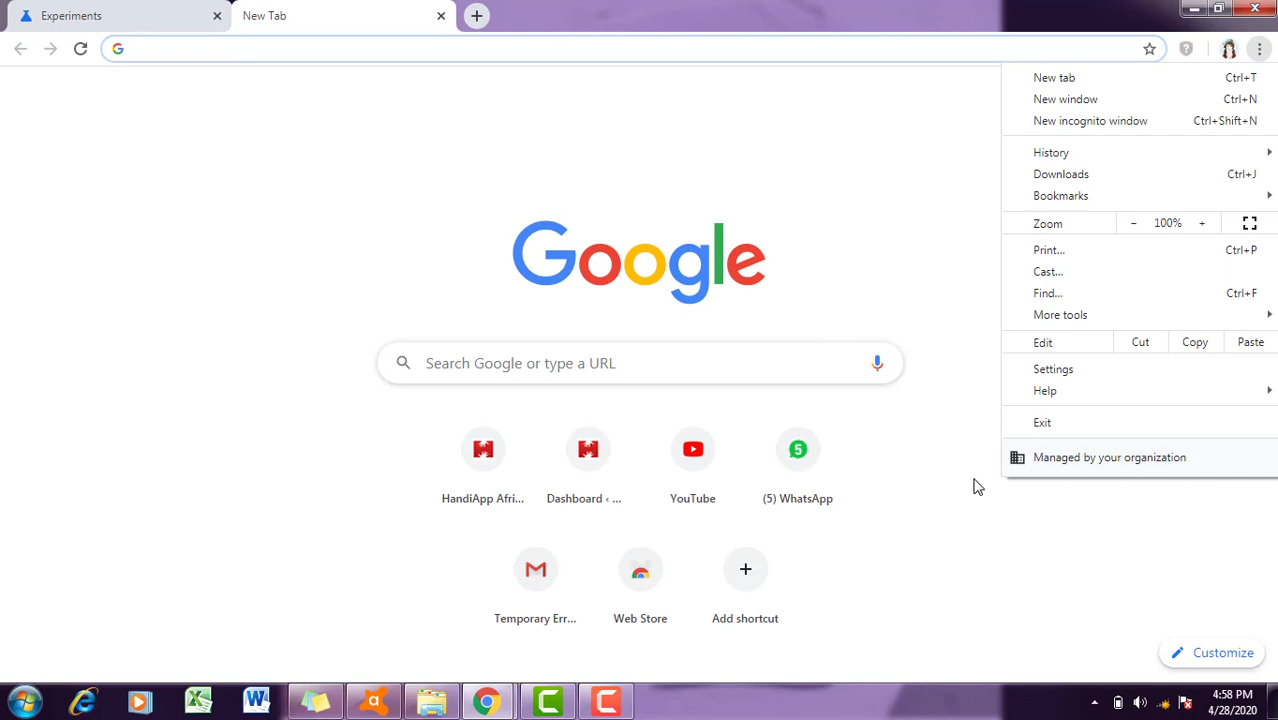 Experiments
New Tab
New tab Ctrl+T
New window Ctrl+N
New incognito window Ctrl+Shift+N
History
Downloads Ctrl+J
Bookmarks
Zoom − 100% +
Print... Ctrl+P
Cast...
Find... Ctrl+F
More tools
Edit Cut Copy Paste
Settings
Help
Exit
Managed by your organization
Google
Search Google or type a URL
HandiApp Afri... Dashboard ‹ ... YouTube (5) WhatsApp
Temporary Err... Web Store Add shortcut
Customize
4:58 PM
4/28/2020